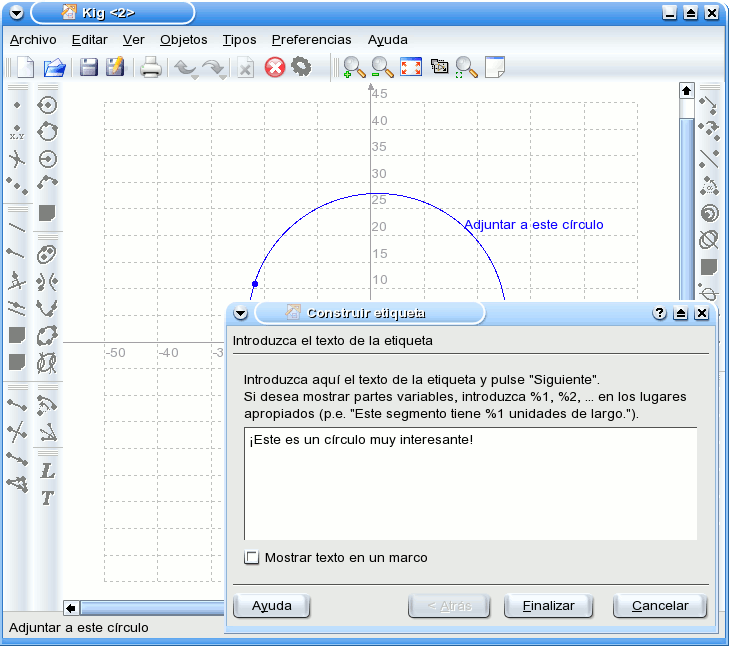 Kig <2>
Archivo Editar Ver Objetos Tipos Preferencias Ayuda
x,y
L
T
45
40
35
30
25
20
15
10
-50 -40 -3
Adjuntar a este círculo
Construir etiqueta
Introduzca el texto de la etiqueta
Introduzca aquí el texto de la etiqueta y pulse "Siguiente".
Si desea mostrar partes variables, introduzca %1, %2, ... en los lugares
apropiados (p.e. "Este segmento tiene %1 unidades de largo.").
¡Este es un círculo muy interesante!
Mostrar texto en un marco
Ayuda < Atrás Finalizar Cancelar
Adjuntar a este círculo